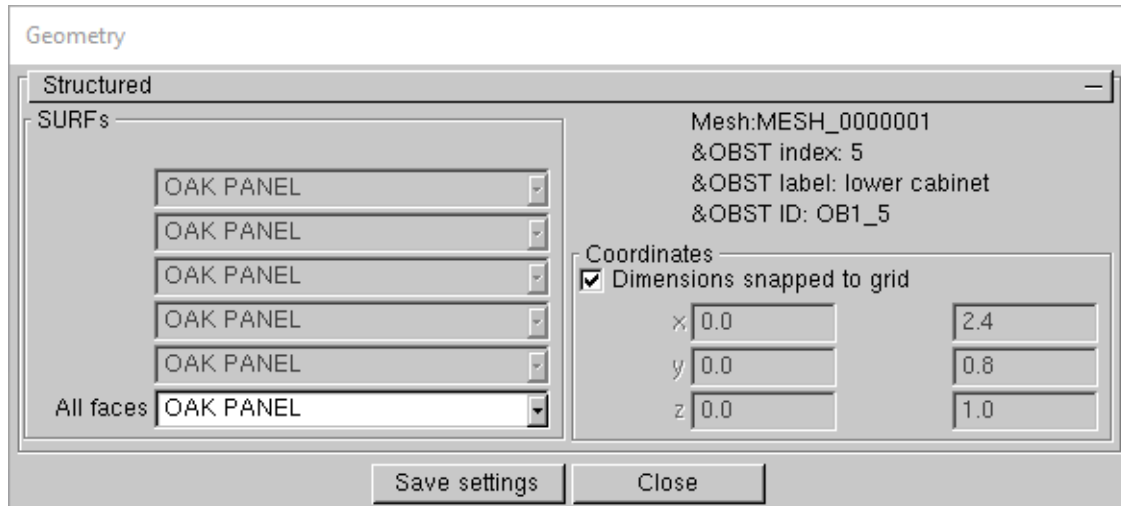 Geometry
Structured
SURFs
OAK PANEL
OAK PANEL
OAK PANEL
OAK PANEL
OAK PANEL
All faces OAK PANEL
Mesh:MESH_0000001
&OBST index: 5
&OBST label: lower cabinet
&OBST ID: OB1_5
Coordinates
Dimensions snapped to grid
x 0.0 2.4
y 0.0 0.8
z 0.0 1.0
Save settings Close